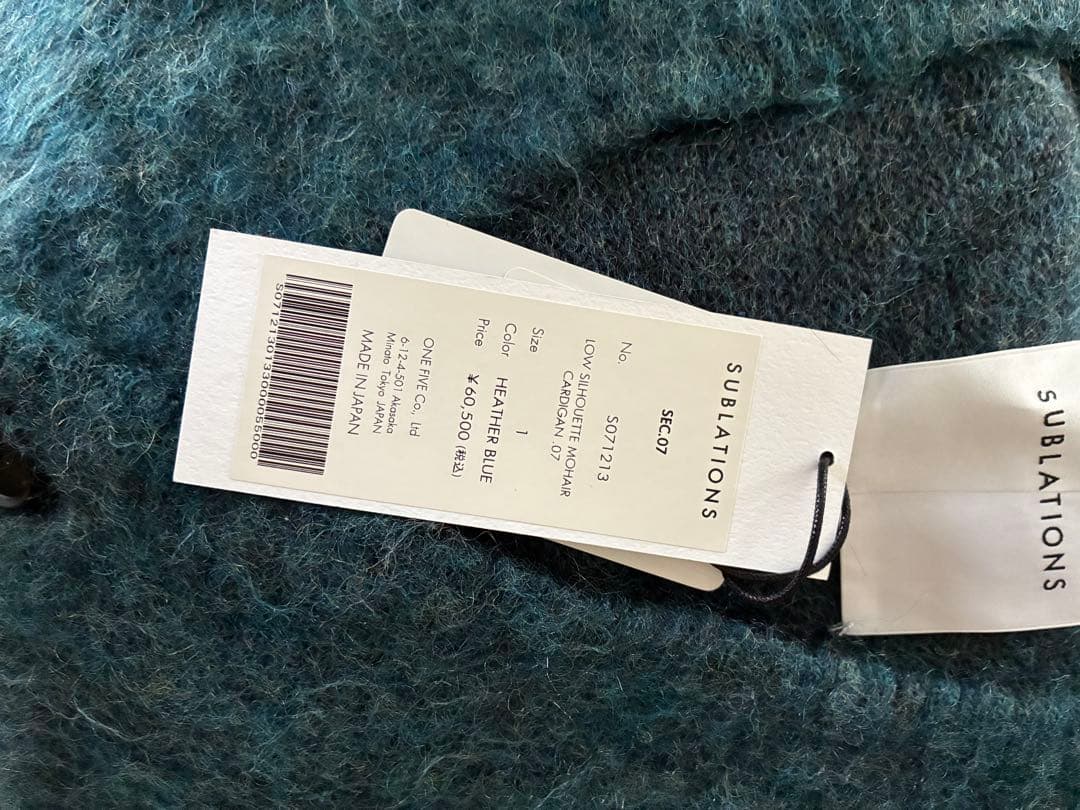 SUBLATIONS
SEC.07
No. S071213
LOW SILHOUETTE MOHAIR
CARDIGAN .07
Size 1
Color HEATHER BLUE
Price ¥60,500 (税込)
ONE FIVE Co., Ltd
6-12-4-501 Akasaka
Minato Tokyo JAPAN
MADE IN JAPAN
S0712130133000055000
SUBLATIONS